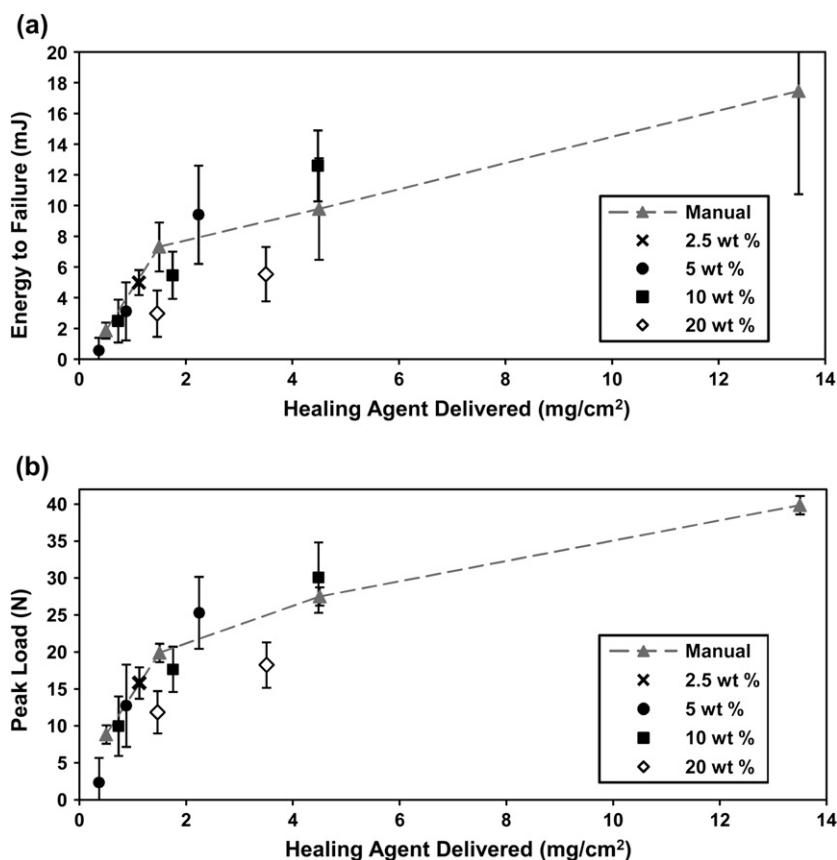 (a)
Energy to Failure (mJ)
20
18
16
14
12
10
8
6
4
2
0
0 2 4 6 8 10 12 14
Healing Agent Delivered (mg/cm²)
Manual
2.5 wt %
5 wt %
10 wt %
20 wt %
(b)
Peak Load (N)
40
35
30
25
20
15
10
5
0
0 2 4 6 8 10 12 14
Healing Agent Delivered (mg/cm²)
Manual
2.5 wt %
5 wt %
10 wt %
20 wt %